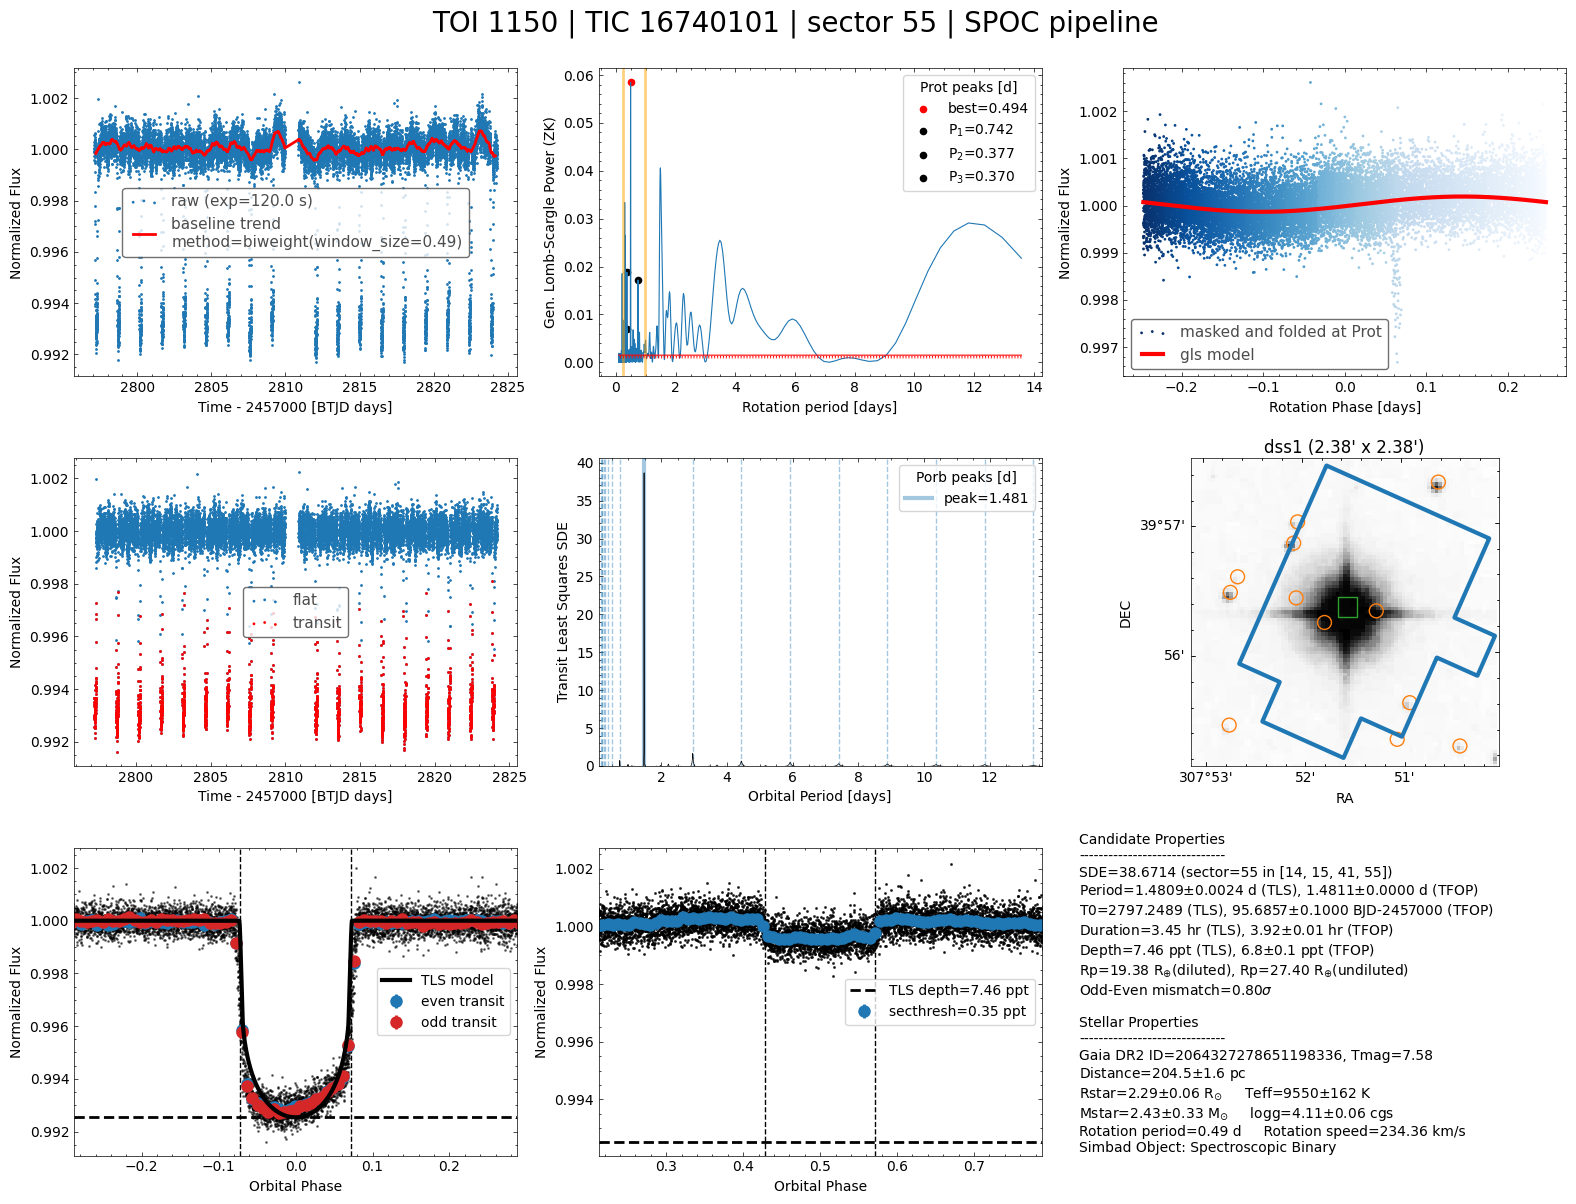 TOI 1150 | TIC 16740101 | sector 55 | SPOC pipeline
1.002
1.000
0.998
0.996
0.994
0.992
Normalized Flux
raw (exp=120.0 s)
baseline trend
method=biweight(window_size=0.49)
2800
2805
2810
2815
2820
2825
Time - 2457000 [BTJD days]
0.06
0.05
0.04
0.03
0.02
0.01
0.00
Gen. Lomb-Scargle Power (ZK)
Prot peaks [d]
best=0.494
P₁=0.742
P₂=0.377
P₃=0.370
0
2
4
6
8
10
12
14
Rotation period [days]
1.002
1.001
1.000
0.999
0.998
0.997
Normalized Flux
masked and folded at Prot
gls model
−0.2
−0.1
0.0
0.1
0.2
Rotation Phase [days]
1.002
1.000
0.998
0.996
0.994
0.992
Normalized Flux
flat
transit
2800
2805
2810
2815
2820
2825
Time - 2457000 [BTJD days]
40
35
30
25
20
15
10
5
0
Transit Least Squares SDE
Porb peaks [d]
peak=1.481
2
4
6
8
10
12
Orbital Period [days]
dss1 (2.38' x 2.38')
39°57'
56'
DEC
307°53'
52'
51'
RA
1.002
1.000
0.998
0.996
0.994
0.992
Normalized Flux
TLS model
even transit
odd transit
−0.2
−0.1
0.0
0.1
0.2
Orbital Phase
1.002
1.000
0.998
0.996
0.994
Normalized Flux
TLS depth=7.46 ppt
secthresh=0.35 ppt
0.3
0.4
0.5
0.6
0.7
Orbital Phase
Candidate Properties
------------------------------
SDE=38.6714 (sector=55 in [14, 15, 41, 55])
Period=1.4809±0.0024 d (TLS), 1.4811±0.0000 d (TFOP)
T0=2797.2489 (TLS), 95.6857±0.1000 BJD-2457000 (TFOP)
Duration=3.45 hr (TLS), 3.92±0.01 hr (TFOP)
Depth=7.46 ppt (TLS), 6.8±0.1 ppt (TFOP)
Rp=19.38 R⊕(diluted), Rp=27.40 R⊕(undiluted)
Odd-Even mismatch=0.80σ
Stellar Properties
------------------------------
Gaia DR2 ID=2064327278651198336, Tmag=7.58
Distance=204.5±1.6 pc
Rstar=2.29±0.06 R⊙ Teff=9550±162 K
Mstar=2.43±0.33 M⊙ logg=4.11±0.06 cgs
Rotation period=0.49 d Rotation speed=234.36 km/s
Simbad Object: Spectroscopic Binary